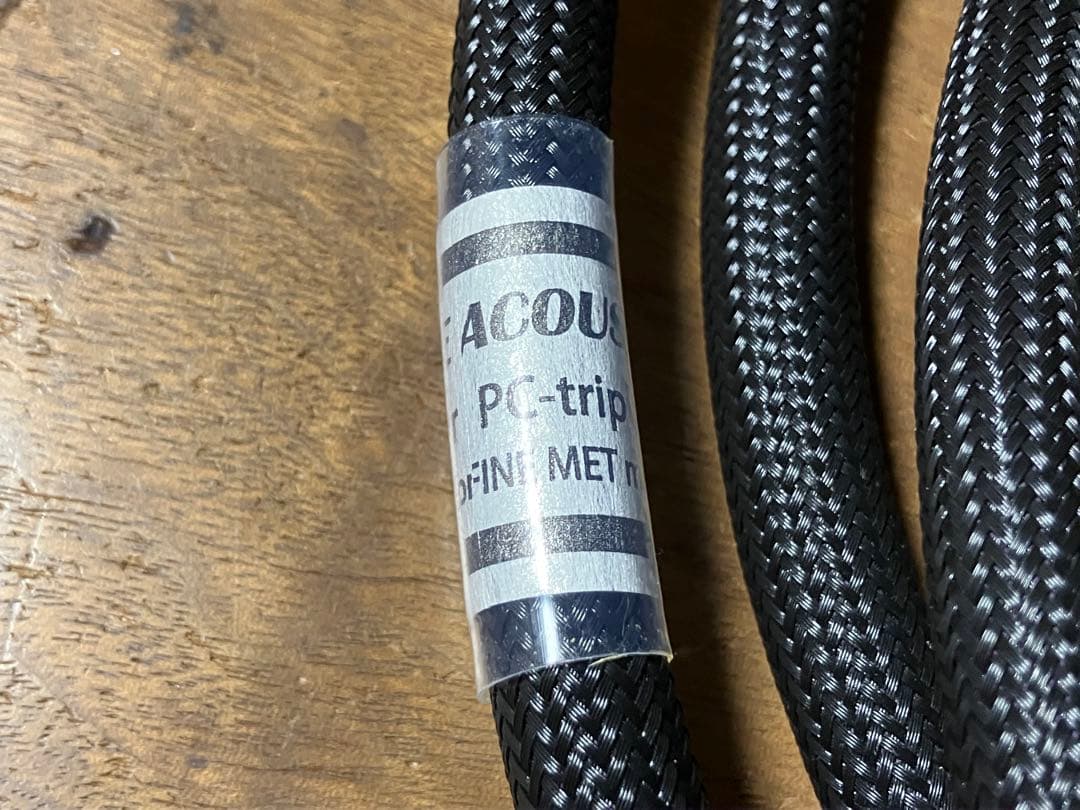 ACOUS
PC-trip
FINE MET